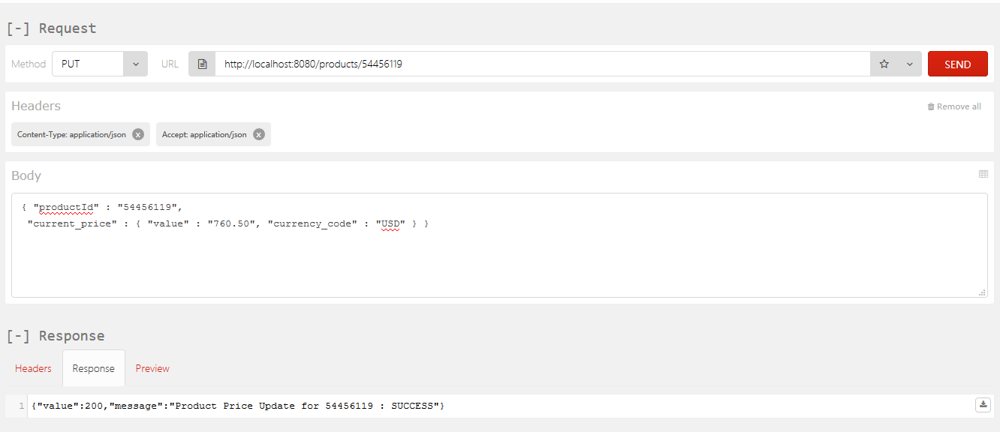 [-] Request
Method PUT URL http://localhost:8080/products/54456119 SEND
Headers Remove all
Content-Type: application/json x Accept: application/json x
Body
{ "productId" : "54456119",
"current_price" : { "value" : "760.50", "currency_code" : "USD" } }
[-] Response
Headers Response Preview
1 {"value":200,"message":"Product Price Update for 54456119 : SUCCESS"}